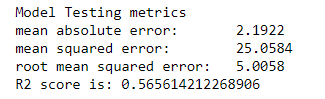 Model Testing metrics
mean absolute error: 2.1922
mean squared error: 25.0584
root mean squared error: 5.0058
R2 score is: 0.565614212268906